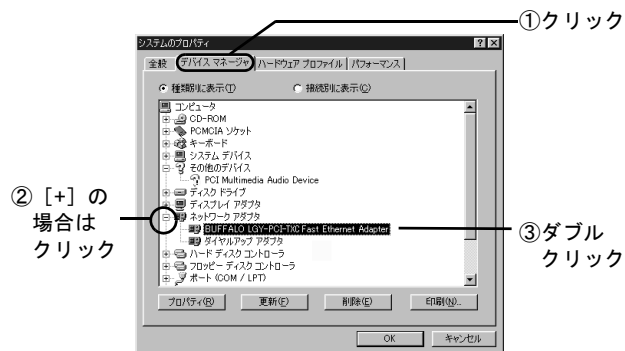 ①クリック
システムのプロパティ
全般
デバイス マネージャ
ハードウェア プロファイル
パフォーマンス
種類別に表示(T)
接続別に表示(C)
コンピュータ
CD-ROM
PCMCIA ソケット
キーボード
システム デバイス
その他のデバイス
PCI Multimedia Audio Device
ディスク ドライブ
ディスプレイ アダプタ
ネットワーク アダプタ
BUFFALO LGY-PCI-TXC Fast Ethernet Adapter
ダイヤルアップ アダプタ
ハード ディスク コントローラ
フロッピー ディスク コントローラ
ポート (COM / LPT)
② [+] の
場合は
クリック
③ダブル
クリック
プロパティ(R)
更新(F)
削除(E)
印刷(N)...
OK
キャンセル